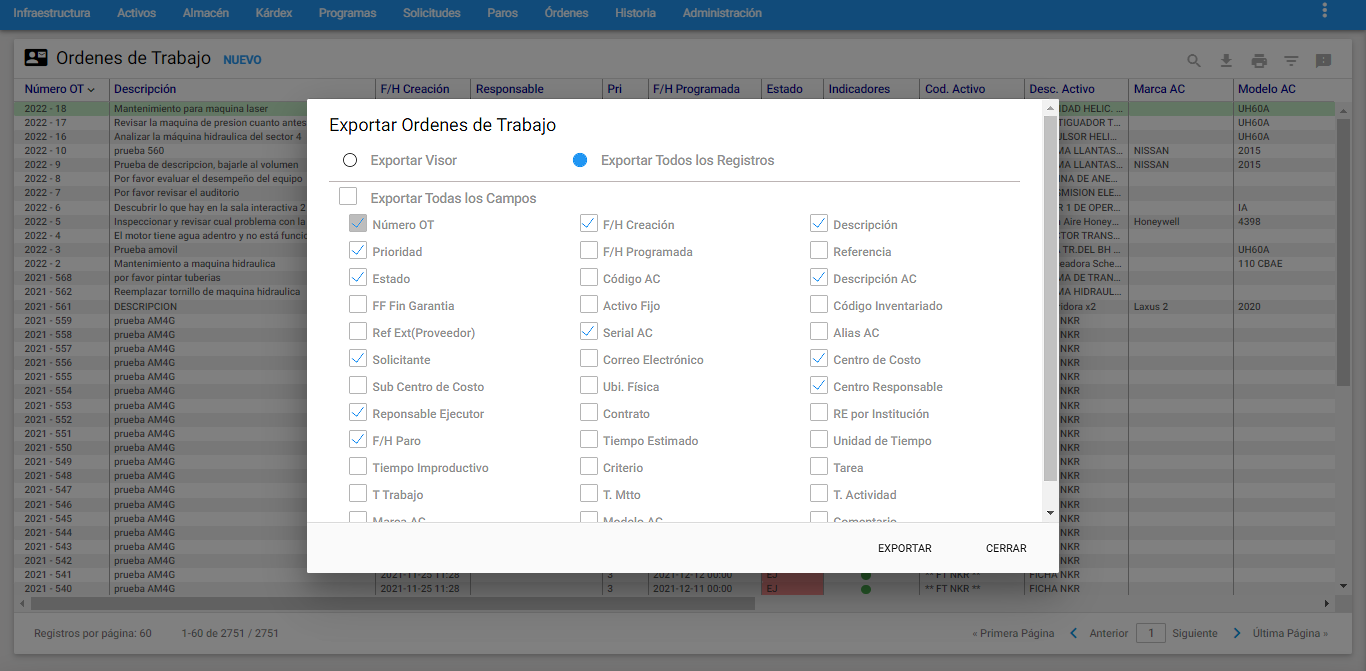 Infraestructura Activos Almacén Kárdex Programas Solicitudes Paros Órdenes Historia Administración
Ordenes de Trabajo NUEVO
Número OT Descripción F/H Creación Responsable Pri F/H Programada Estado Indicadores Cod. Activo Desc. Activo Marca AC Modelo AC
2022 - 18 Mantenimiento para maquina laser IDAD HELIC. ... UH60A
2022 - 17 Revisar la maquina de presion cuanto antes TIGUADOR T... UH60A
2022 - 16 Analizar la máquina hidraulica del sector 4 ULSOR HELI... UH60A
2022 - 10 prueba 560 MA LLANTAS... NISSAN 2015
2022 - 9 Prueba de descripcion, bajarle al volumen MA LLANTAS... NISSAN 2015
2022 - 8 Por favor evaluar el desempeño del equipo INA DE ANE...
2022 - 7 Por favor revisar el auditorio SMISION ELE...
2022 - 6 Descubrir lo que hay en la sala interactiva 2 R 1 DE OPER... IA
2022 - 5 Inspeccionar y revisar cual problema con la Aire Honey... Honeywell 4398
2022 - 4 El motor tiene agua adentro y no está funci CTOR TRANS...
2022 - 3 Prueba amovil TR.DEL BH ... UH60A
2022 - 2 Mantenimiento a maquina hidraulica eadora Sche... 110 CBAE
2021 - 568 por favor pintar tuberias MA DE TRAN...
2021 - 562 Reemplazar tornillo de maquina hidraulica MA HIDRAUL...
2021 - 561 DESCRIPCION ridora x2 Laxus 2 2020
2021 - 559 prueba AM4G NKR
2021 - 558 prueba AM4G NKR
2021 - 557 prueba AM4G NKR
2021 - 556 prueba AM4G NKR
2021 - 555 prueba AM4G NKR
2021 - 554 prueba AM4G NKR
2021 - 553 prueba AM4G NKR
2021 - 552 prueba AM4G NKR
2021 - 551 prueba AM4G NKR
2021 - 550 prueba AM4G NKR
2021 - 549 prueba AM4G NKR
2021 - 548 prueba AM4G NKR
2021 - 547 prueba AM4G NKR
2021 - 546 prueba AM4G NKR
2021 - 545 prueba AM4G NKR
2021 - 544 prueba AM4G NKR
2021 - 543 prueba AM4G NKR
2021 - 542 prueba AM4G NKR
2021 - 541 prueba AM4G 2021-11-25 11:28 3 2021-12-12 00:00 EJ ** FT NKR ** FICHA NKR
2021 - 540 prueba AM4G 2021-11-25 11:28 3 2021-12-11 00:00 EJ ** FT NKR ** FICHA NKR
Exportar Ordenes de Trabajo
Exportar Visor Exportar Todos los Registros
Exportar Todas los Campos
Número OT F/H Creación Descripción
Prioridad F/H Programada Referencia
Estado Código AC Descripción AC
FF Fin Garantia Activo Fijo Código Inventariado
Ref Ext(Proveedor) Serial AC Alias AC
Solicitante Correo Electrónico Centro de Costo
Sub Centro de Costo Ubi. Física Centro Responsable
Reponsable Ejecutor Contrato RE por Institución
F/H Paro Tiempo Estimado Unidad de Tiempo
Tiempo Improductivo Criterio Tarea
T Trabajo T. Mtto T. Actividad
Marca AC Modelo AC Comentario
EXPORTAR CERRAR
Registros por página: 60 1-60 de 2751 / 2751 « Primera Página Anterior 1 Siguiente Última Página »